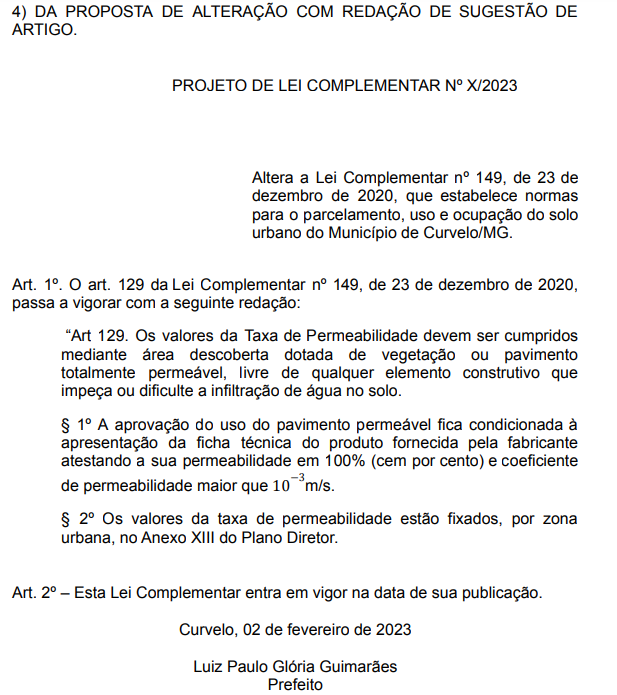 4) DA PROPOSTA DE ALTERAÇÃO COM REDAÇÃO DE SUGESTÃO DE
ARTIGO.
PROJETO DE LEI COMPLEMENTAR Nº X/2023
Altera a Lei Complementar nº 149, de 23 de
dezembro de 2020, que estabelece normas
para o parcelamento, uso e ocupação do solo
urbano do Município de Curvelo/MG.
Art. 1º. O art. 129 da Lei Complementar nº 149, de 23 de dezembro de 2020,
passa a vigorar com a seguinte redação:
“Art 129. Os valores da Taxa de Permeabilidade devem ser cumpridos
mediante área descoberta dotada de vegetação ou pavimento
totalmente permeável, livre de qualquer elemento construtivo que
impeça ou dificulte a infiltração de água no solo.
§ 1º A aprovação do uso do pavimento permeável fica condicionada à
apresentação da ficha técnica do produto fornecida pela fabricante
atestando a sua permeabilidade em 100% (cem por cento) e coeficiente
de permeabilidade maior que 10⁻³m/s.
§ 2º Os valores da taxa de permeabilidade estão fixados, por zona
urbana, no Anexo XIII do Plano Diretor.
Art. 2º – Esta Lei Complementar entra em vigor na data de sua publicação.
Curvelo, 02 de fevereiro de 2023
Luiz Paulo Glória Guimarães
Prefeito